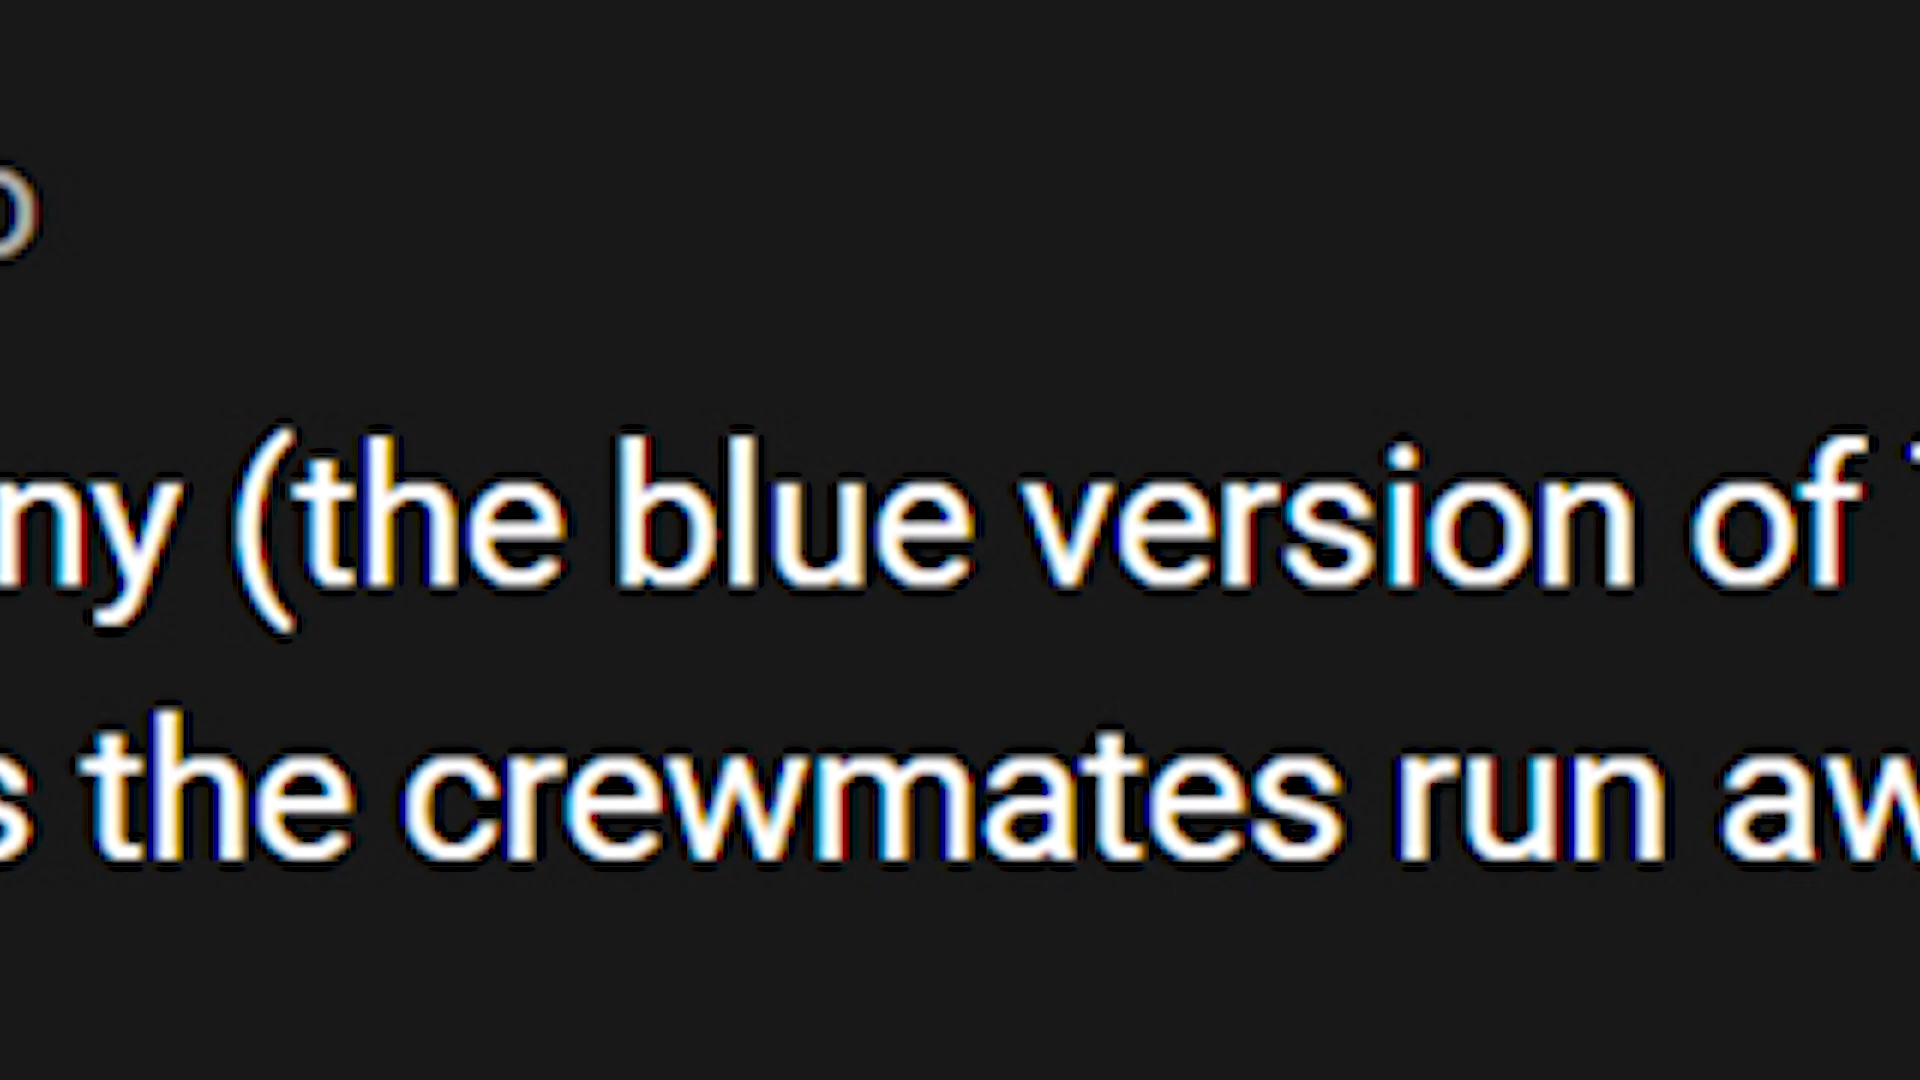 ny (the blue version of
s the crewmates run aw